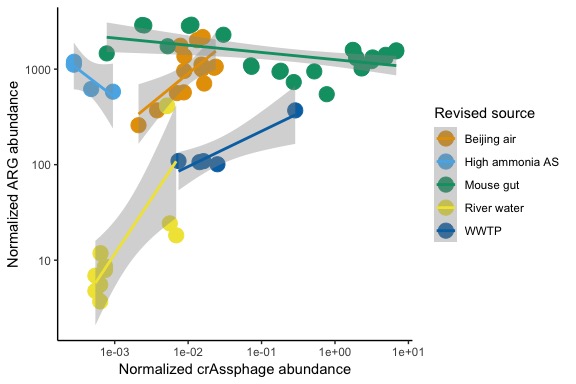 Normalized ARG abundance
1000
100
10
1e-03 1e-02 1e-01 1e+00 1e+01
Normalized crAssphage abundance
Revised source
Beijing air
High ammonia AS
Mouse gut
River water
WWTP